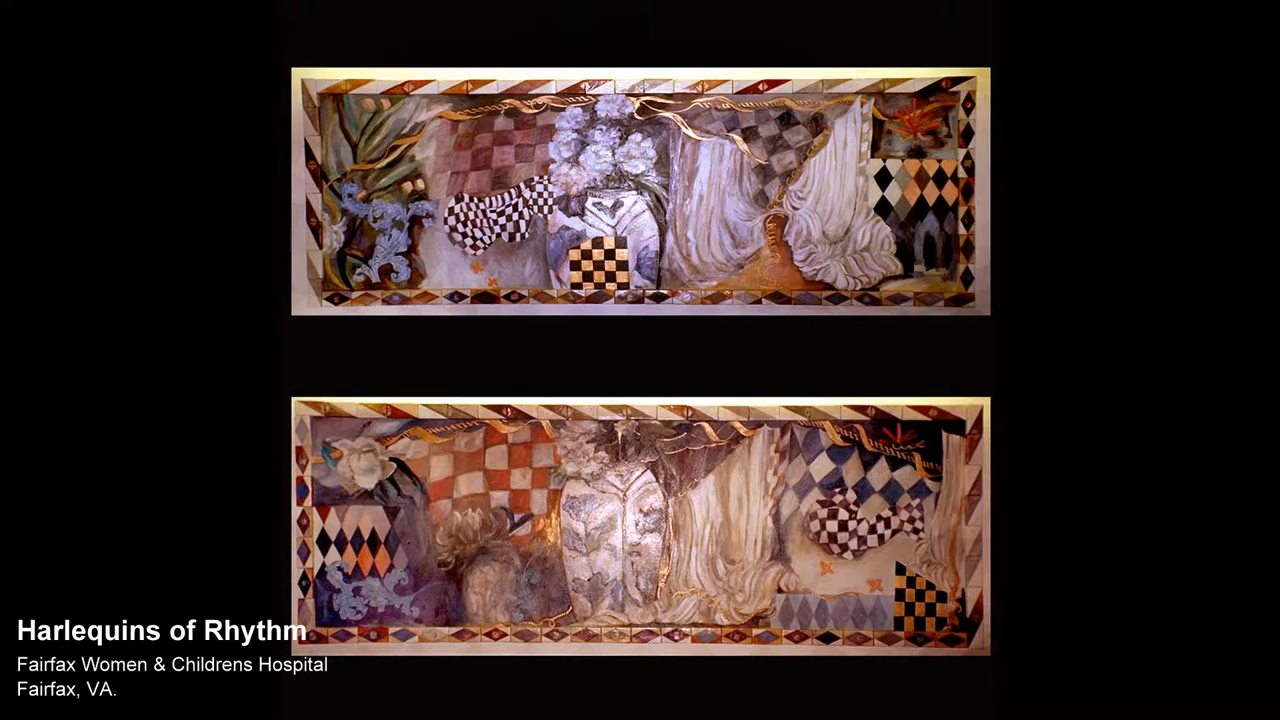 Harlequins of Rhythm
Fairfax Women & Childrens Hospital
Fairfax, VA.